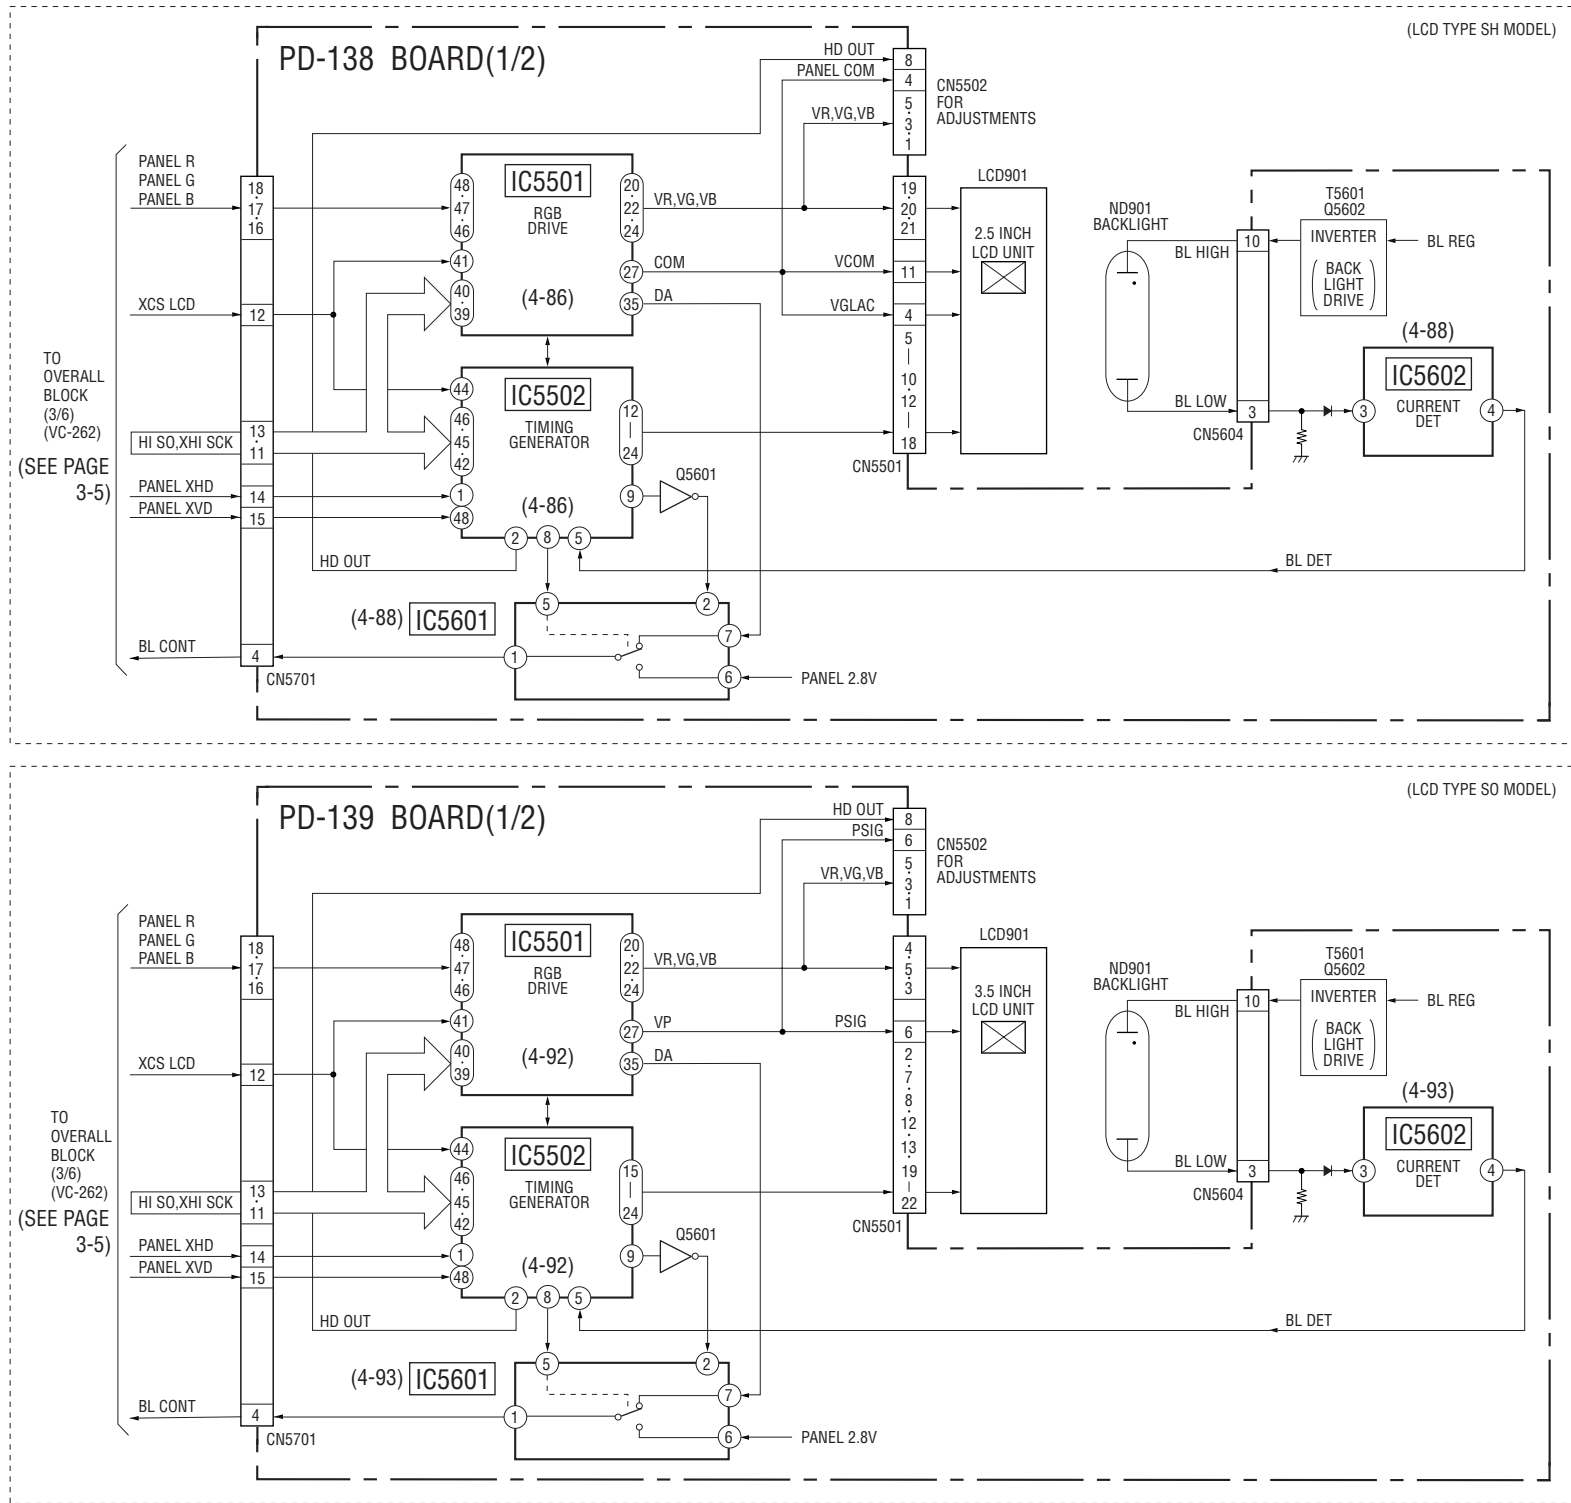 (LCD TYPE SH MODEL)
PD-138 BOARD(1/2)
HD OUT
8
PANEL COM
4
CN5502
FOR
ADJUSTMENTS
5
3
1
VR,VG,VB
PANEL R
PANEL G
PANEL B
18
17
16
48
47
46
IC5501
RGB
DRIVE
20
22
24
VR,VG,VB
19
20
21
LCD901
2.5 INCH
LCD UNIT
ND901
BACKLIGHT
T5601
Q5602
INVERTER
BL REG
BACK
LIGHT
DRIVE
BL HIGH
10
41
27
COM
VCOM
11
40
39
(4-86)
35
DA
VGLAC
4
XCS LCD
12
5
10
12
18
(4-88)
IC5602
CURRENT
DET
3
4
BL LOW
3
CN5604
TO
OVERALL
BLOCK
(3/6)
(VC-262)
(SEE PAGE
3-5)
44
IC5502
TIMING
GENERATOR
12
24
46
45
42
HI SO,XHI SCK
13
11
CN5501
PANEL XHD
14
1
PANEL XVD
15
48
(4-86)
9
Q5601
2
8
5
HD OUT
BL DET
(4-88)
IC5601
5
2
7
BL CONT
4
1
6
PANEL 2.8V
CN5701
(LCD TYPE SO MODEL)
PD-139 BOARD(1/2)
HD OUT
8
PSIG
6
CN5502
FOR
ADJUSTMENTS
5
3
1
VR,VG,VB
PANEL R
PANEL G
PANEL B
18
17
16
48
47
46
IC5501
RGB
DRIVE
20
22
24
VR,VG,VB
4
5
3
LCD901
3.5 INCH
LCD UNIT
ND901
BACKLIGHT
T5601
Q5602
INVERTER
BL REG
BACK
LIGHT
DRIVE
BL HIGH
10
41
27
VP
PSIG
6
40
39
(4-92)
35
DA
XCS LCD
12
2
7
8
12
13
19
22
(4-93)
IC5602
CURRENT
DET
3
4
BL LOW
3
CN5604
TO
OVERALL
BLOCK
(3/6)
(VC-262)
(SEE PAGE
3-5)
44
IC5502
TIMING
GENERATOR
15
24
46
45
42
HI SO,XHI SCK
13
11
CN5501
PANEL XHD
14
1
PANEL XVD
15
48
(4-92)
9
Q5601
2
8
5
HD OUT
BL DET
(4-93)
IC5601
5
2
7
BL CONT
4
1
6
PANEL 2.8V
CN5701